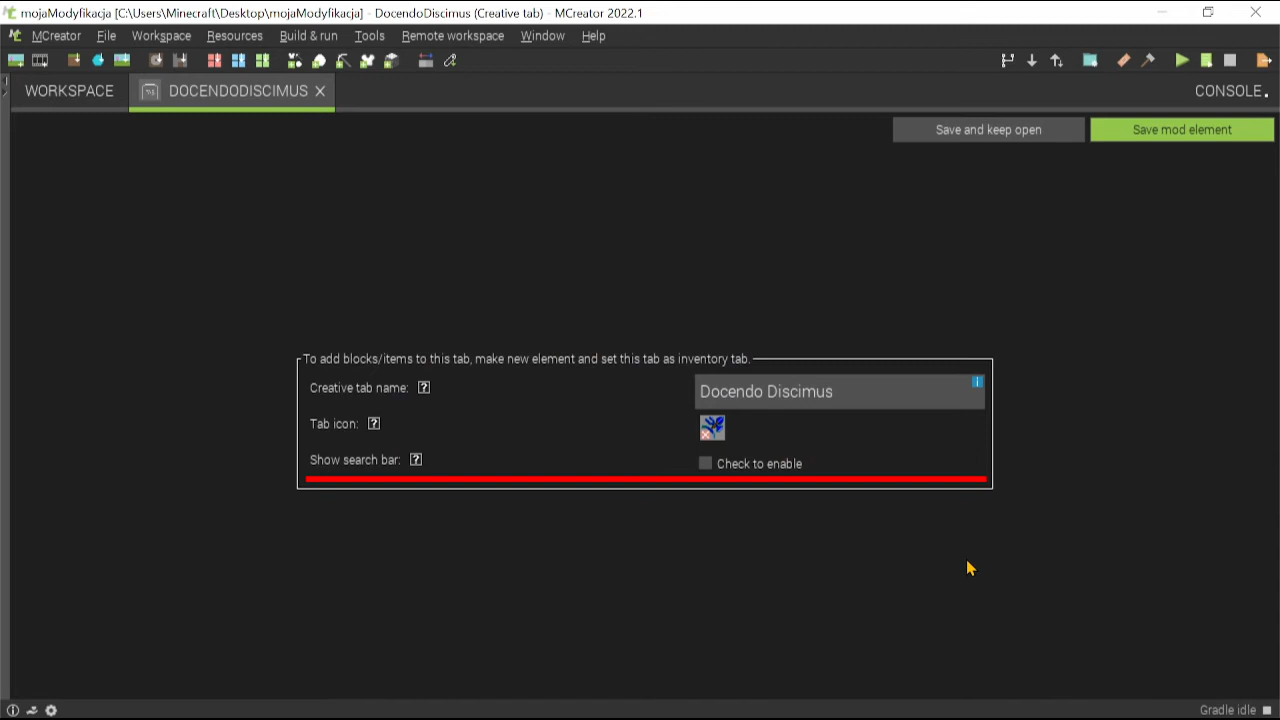 mojaModyfikacja [C:\Users\Minecraft\Desktop\mojaModyfikacja] - DocendoDiscimus (Creative tab) - MCreator 2022.1
MCreator File Workspace Resources Build & run Tools Remote workspace Window Help
WORKSPACE DOCENDODISCIMUS CONSOLE
Save and keep open Save mod element
To add blocks/items to this tab, make new element and set this tab as inventory tab.
Creative tab name: ? Docendo Discimus i
Tab icon: ?
Show search bar: ? Check to enable
Gradle idle